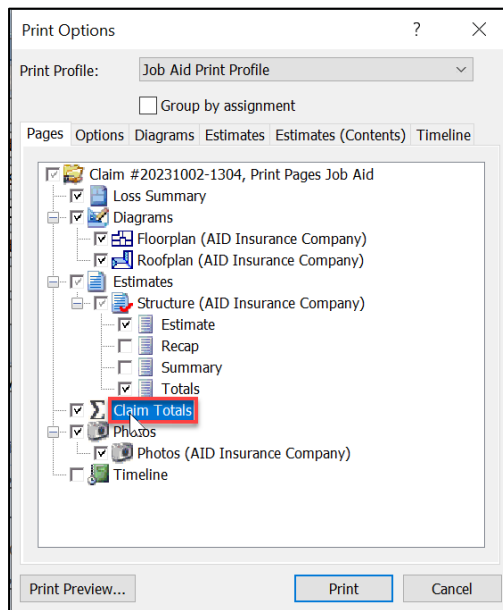 Print Options
?
Print Profile:
Job Aid Print Profile
Group by assignment
Pages Options Diagrams Estimates Estimates (Contents) Timeline
Claim #20231002-1304, Print Pages Job Aid
Loss Summary
Diagrams
Floorplan (AID Insurance Company)
Roofplan (AID Insurance Company)
Estimates
Structure (AID Insurance Company)
Estimate
Recap
Summary
Totals
Claim Totals
Photos
Photos (AID Insurance Company)
Timeline
Print Preview... Print Cancel